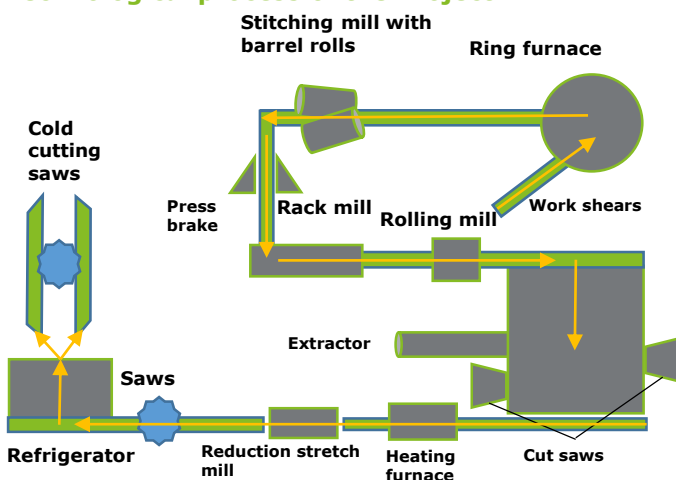 Stitching mill with
barrel rolls
Ring furnace
Cold
cutting
saws
Press
brake
Rack mill
Work shears
Rolling mill
Extractor
Saws
Refrigerator
Reduction stretch
mill
Heating
furnace
Cut saws